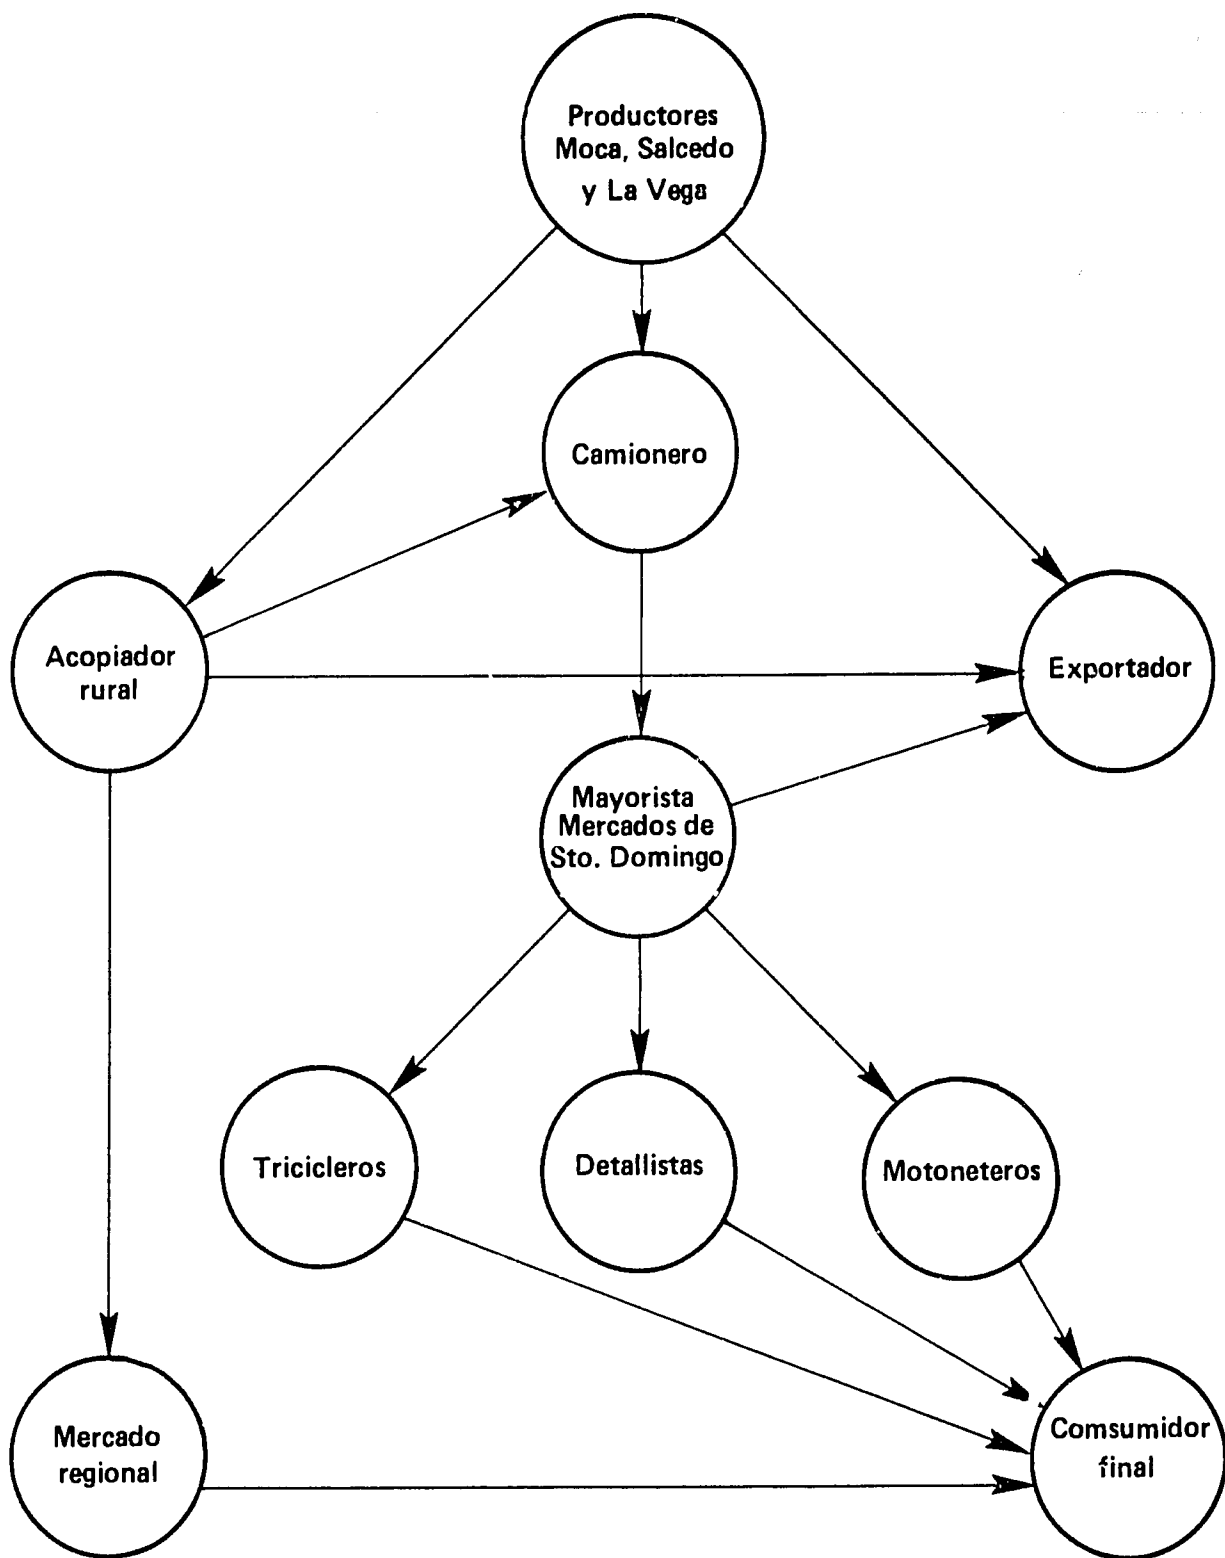 Productores
Moca, Salcedo
y La Vega
Camionero
Acopiador
rural
Exportador
Mayorista
Mercados de
Sto. Domingo
Tricicleros
Detallistas
Motoneteros
Mercado
regional
Comsumidor
final